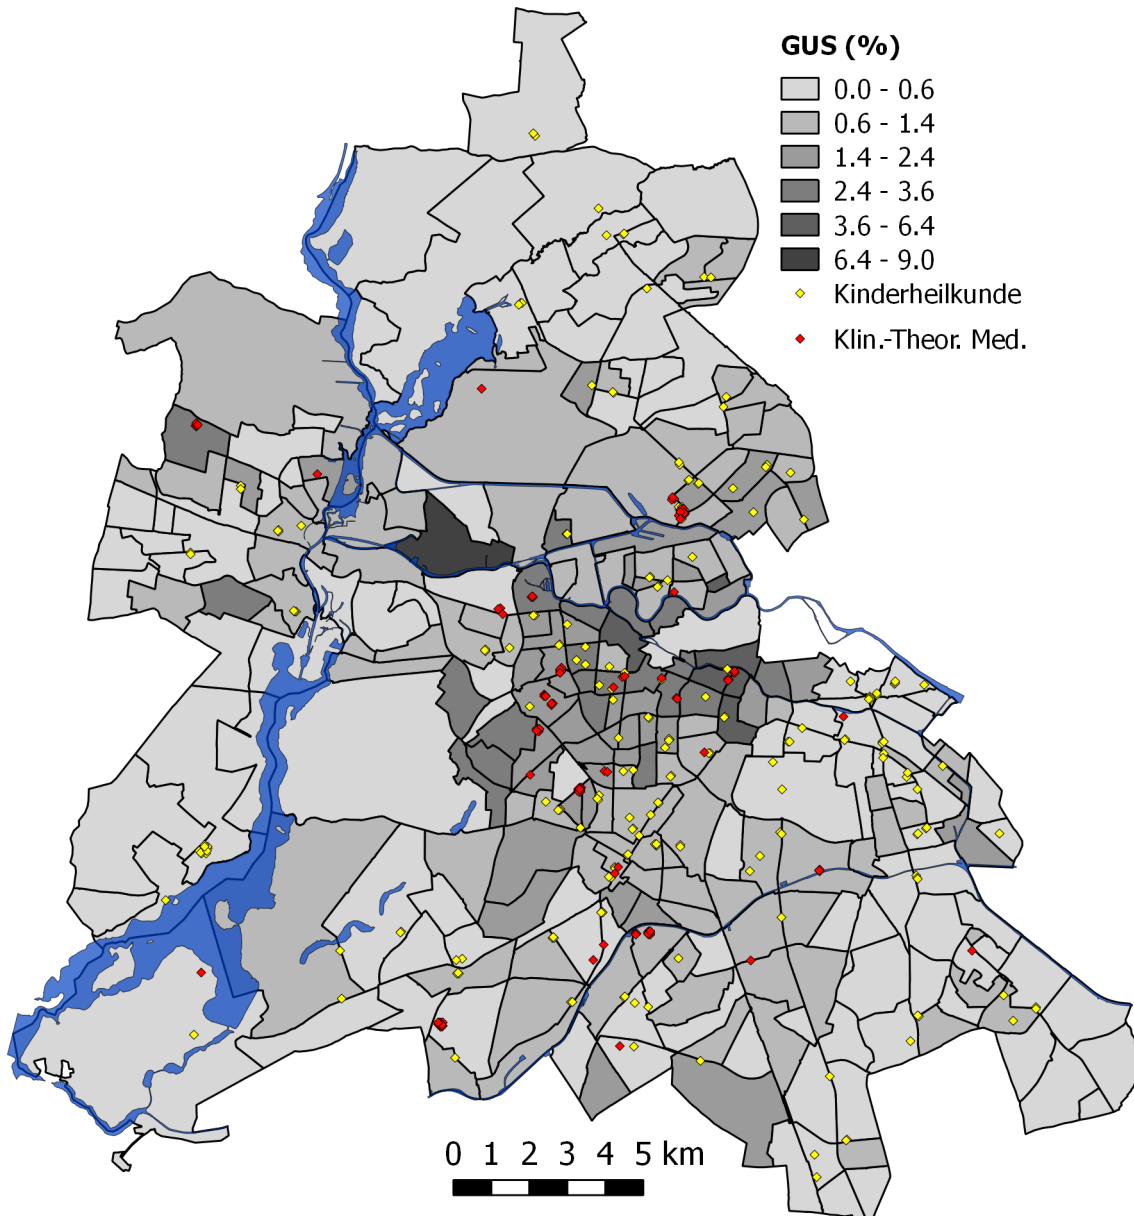 GUS (%)
0.0 - 0.6
0.6 - 1.4
1.4 - 2.4
2.4 - 3.6
3.6 - 6.4
6.4 - 9.0
Kinderheilkunde
Klin.-Theor. Med.
0 1 2 3 4 5 km